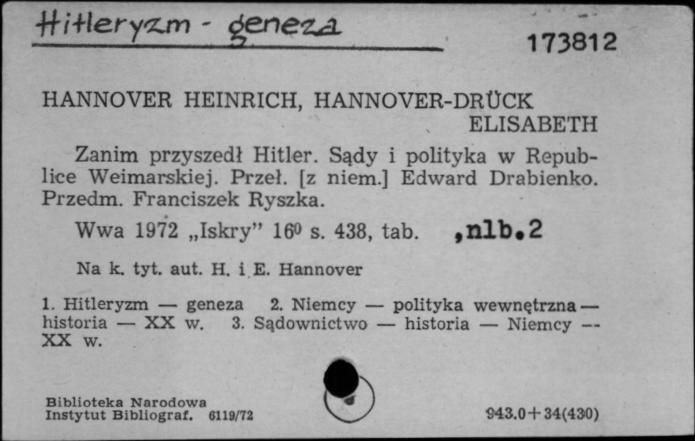 Hitleryzm - geneza
173812
HANNOVER HEINRICH, HANNOVER-DRÜCK
ELISABETH
Zanim przyszedł Hitler. Sądy i polityka w Repub-
lice Weimarskiej. Przeł. [z niem.] Edward Drabienko.
Przedm. Franciszek Ryszka.
Wwa 1972 „Iskry” 16⁰ s. 438, tab. ,nlb.2
Na k. tyt. aut. H. i E. Hannover
1. Hitleryzm — geneza 2. Niemcy — polityka wewnętrzna —
historia — XX w. 3. Sądownictwo — historia — Niemcy —
XX w.
Biblioteka Narodowa
Instytut Bibliograf. 6119/72
943.0+34(430)